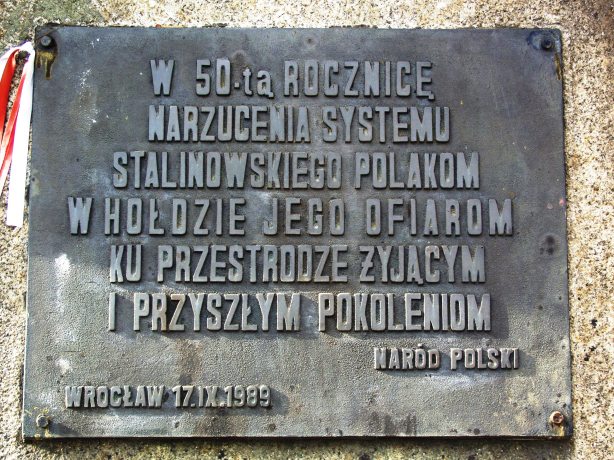 W 50-tą ROCZNICĘ
NARZUCENIA SYSTEMU
STALINOWSKIEGO POLAKOM
W HOŁDZIE JEGO OFIAROM
KU PRZESTRODZE ŻYJĄCYM
I PRZYSZŁYM POKOLENIOM
NARÓD POLSKI
WROCŁAW 17.IX.1989